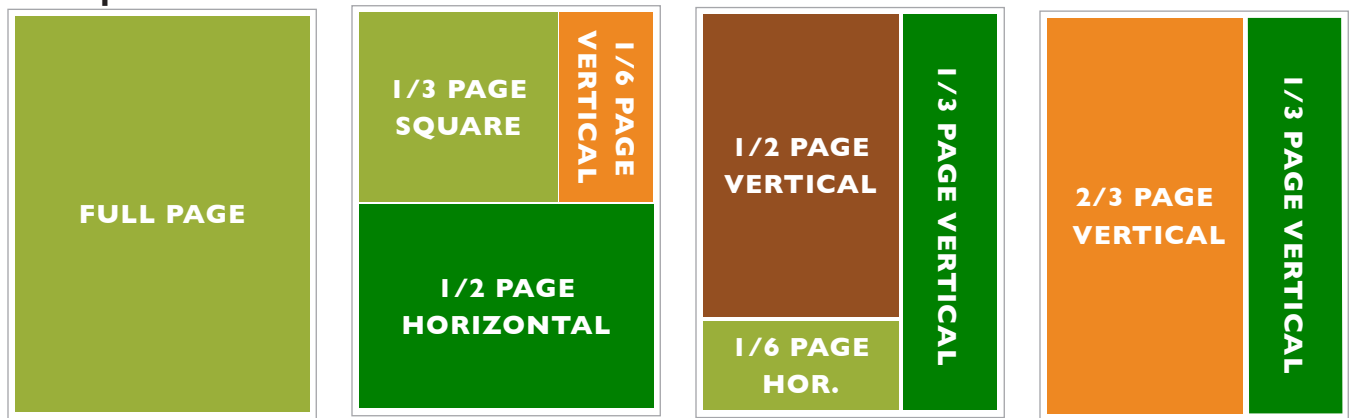 FULL PAGE
1/3 PAGE
SQUARE
1/6 PAGE
VERTICAL
1/2 PAGE
HORIZONTAL
1/2 PAGE
VERTICAL
1/6 PAGE
HOR.
1/3 PAGE VERTICAL
2/3 PAGE
VERTICAL
1/3 PAGE VERTICAL